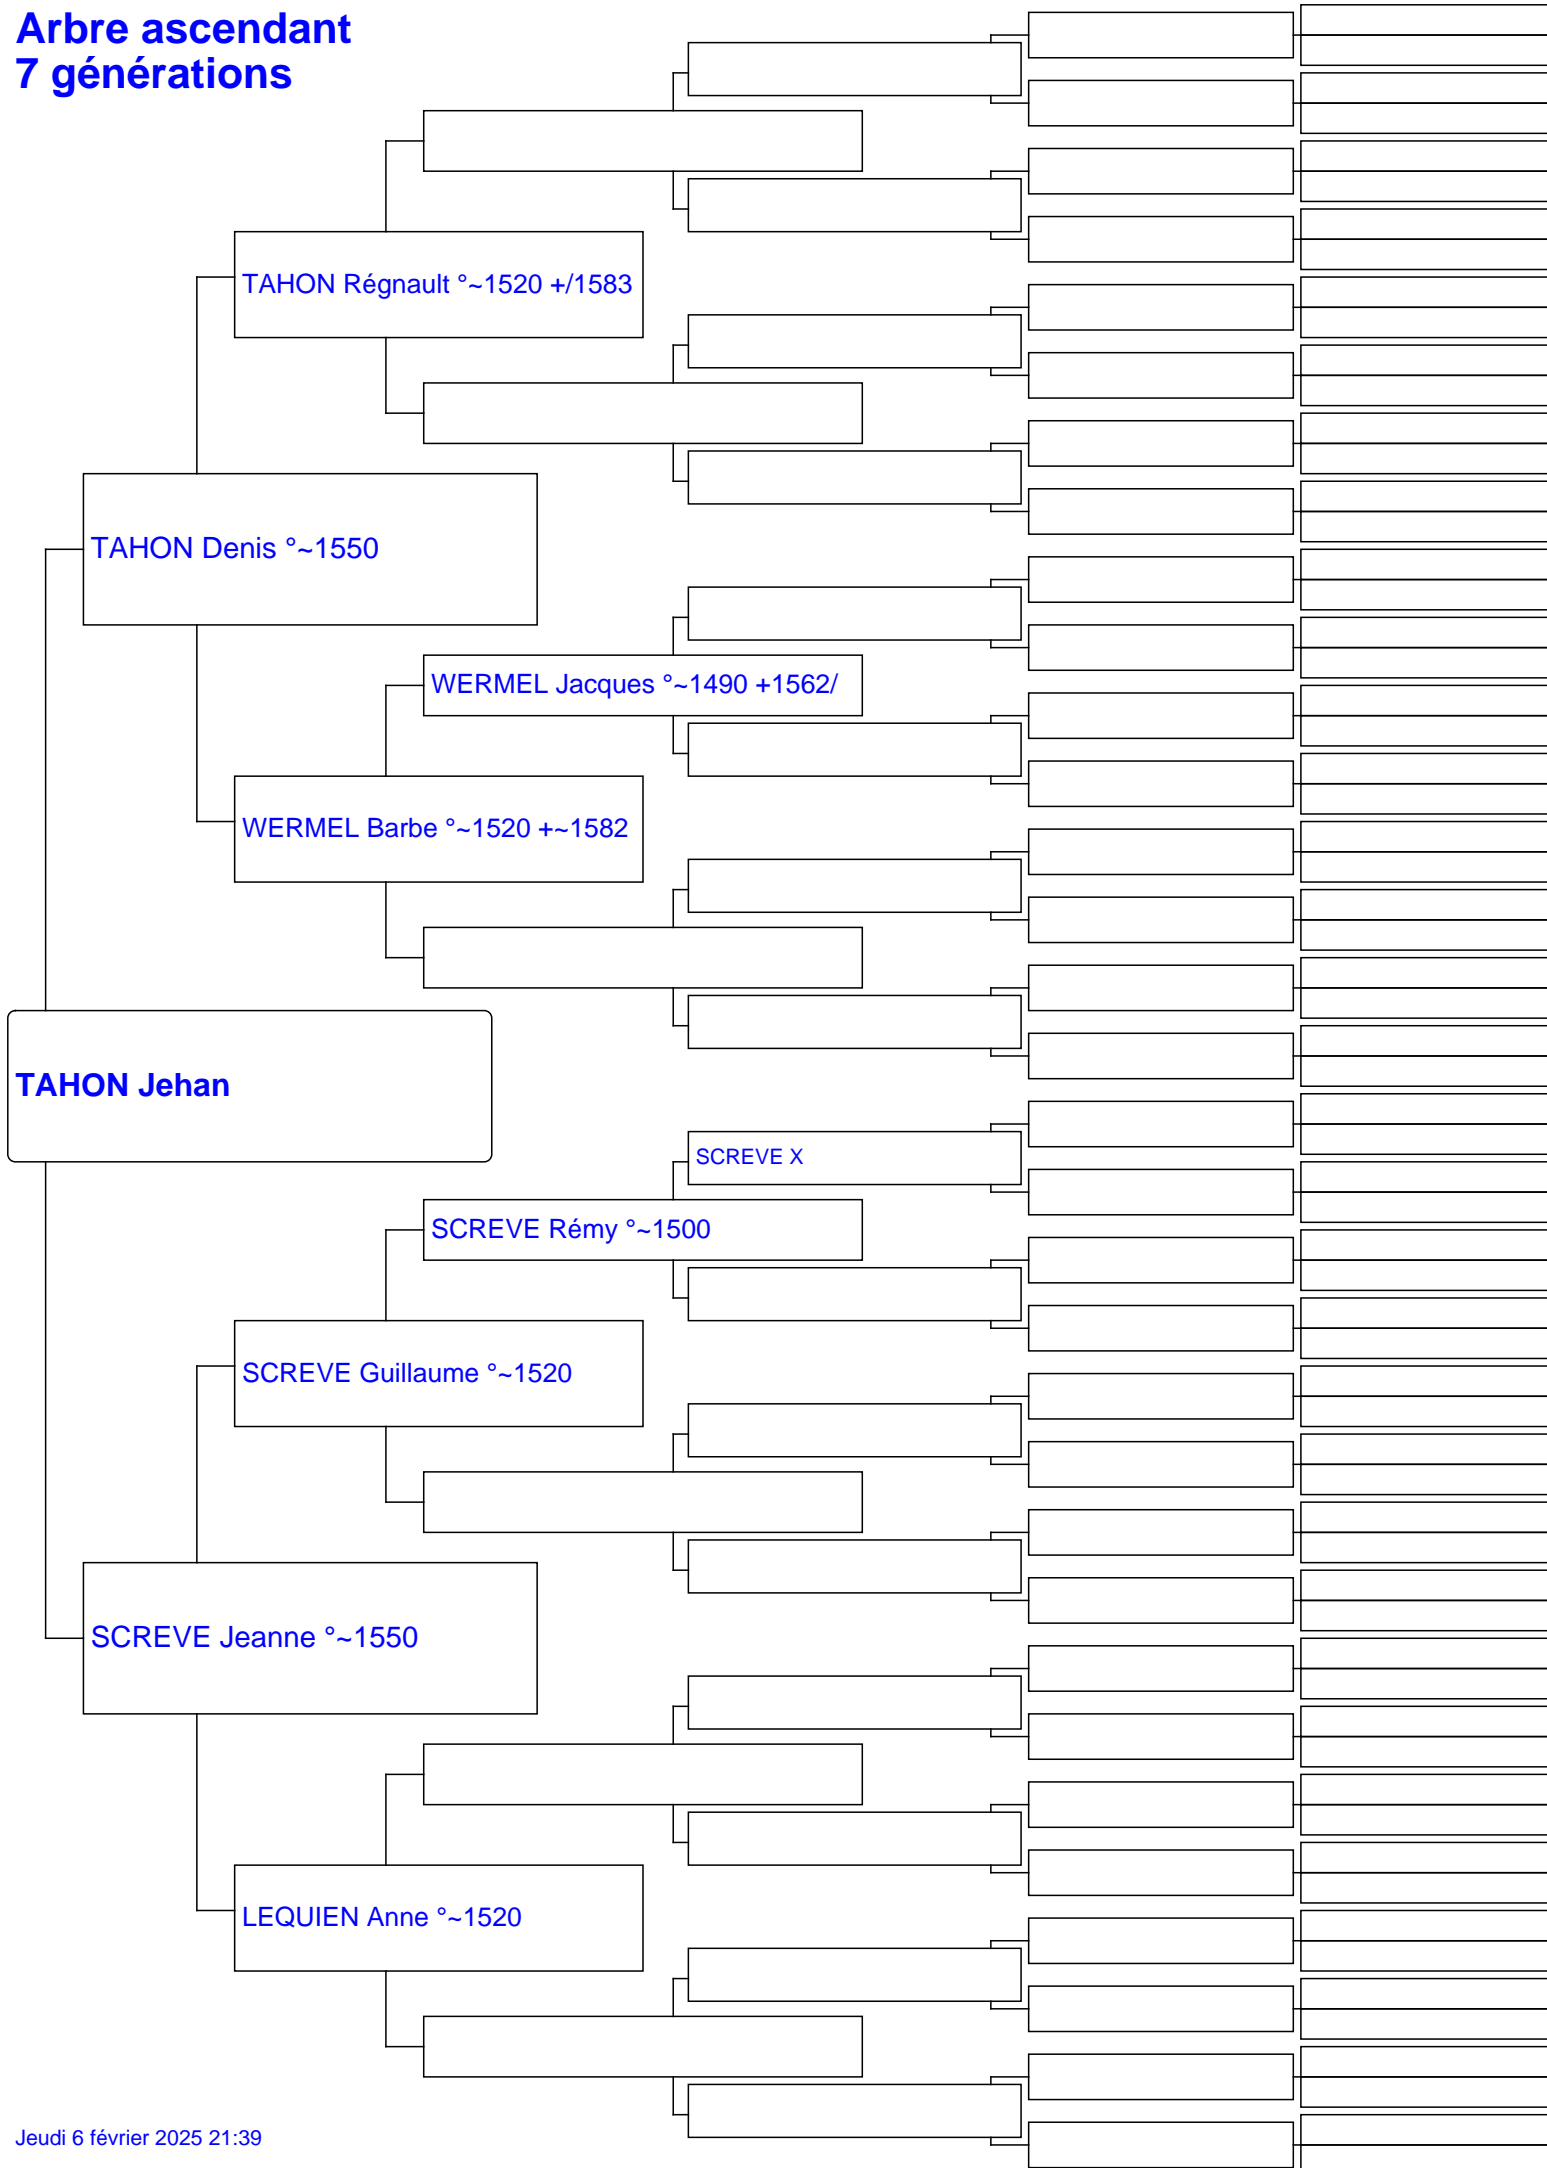 Arbre ascendant
7 générations
TAHON Régnault °~1520 +/1583
TAHON Denis °~1550
WERMEL Jacques °~1490 +1562/
WERMEL Barbe °~1520 +~1582
TAHON Jehan
SCREVE X
SCREVE Rémy °~1500
SCREVE Guillaume °~1520
SCREVE Jeanne °~1550
LEQUIEN Anne °~1520
Jeudi 6 février 2025 21:39